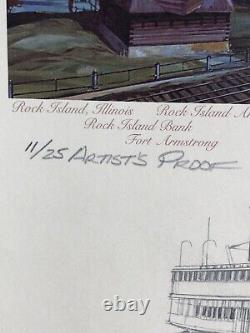 Rock Island, Illinois Rock Island A
Rock Island Bank
Fort Armstrong
11/25 ARTIST'S PROOF